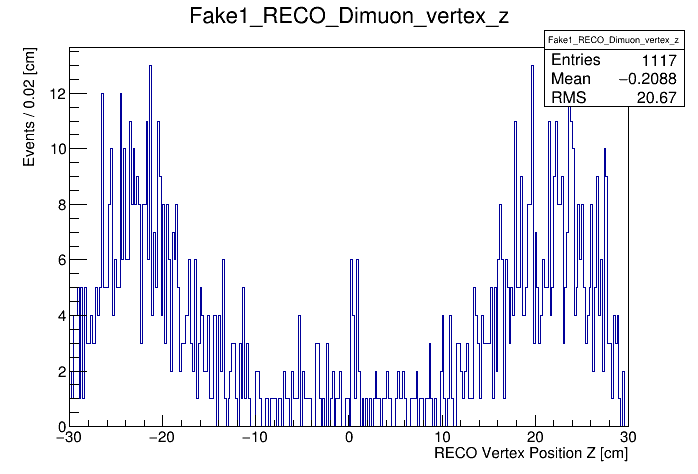 Fake1_RECO_Dimuon_vertex_z
Fake1_RECO_Dimuon_vertex_z
Entries 1117
Mean −0.2088
RMS 20.67
Events / 0.02 [cm]
12
10
8
6
4
2
0
−30 −20 −10 0 10 20 30
RECO Vertex Position Z [cm]